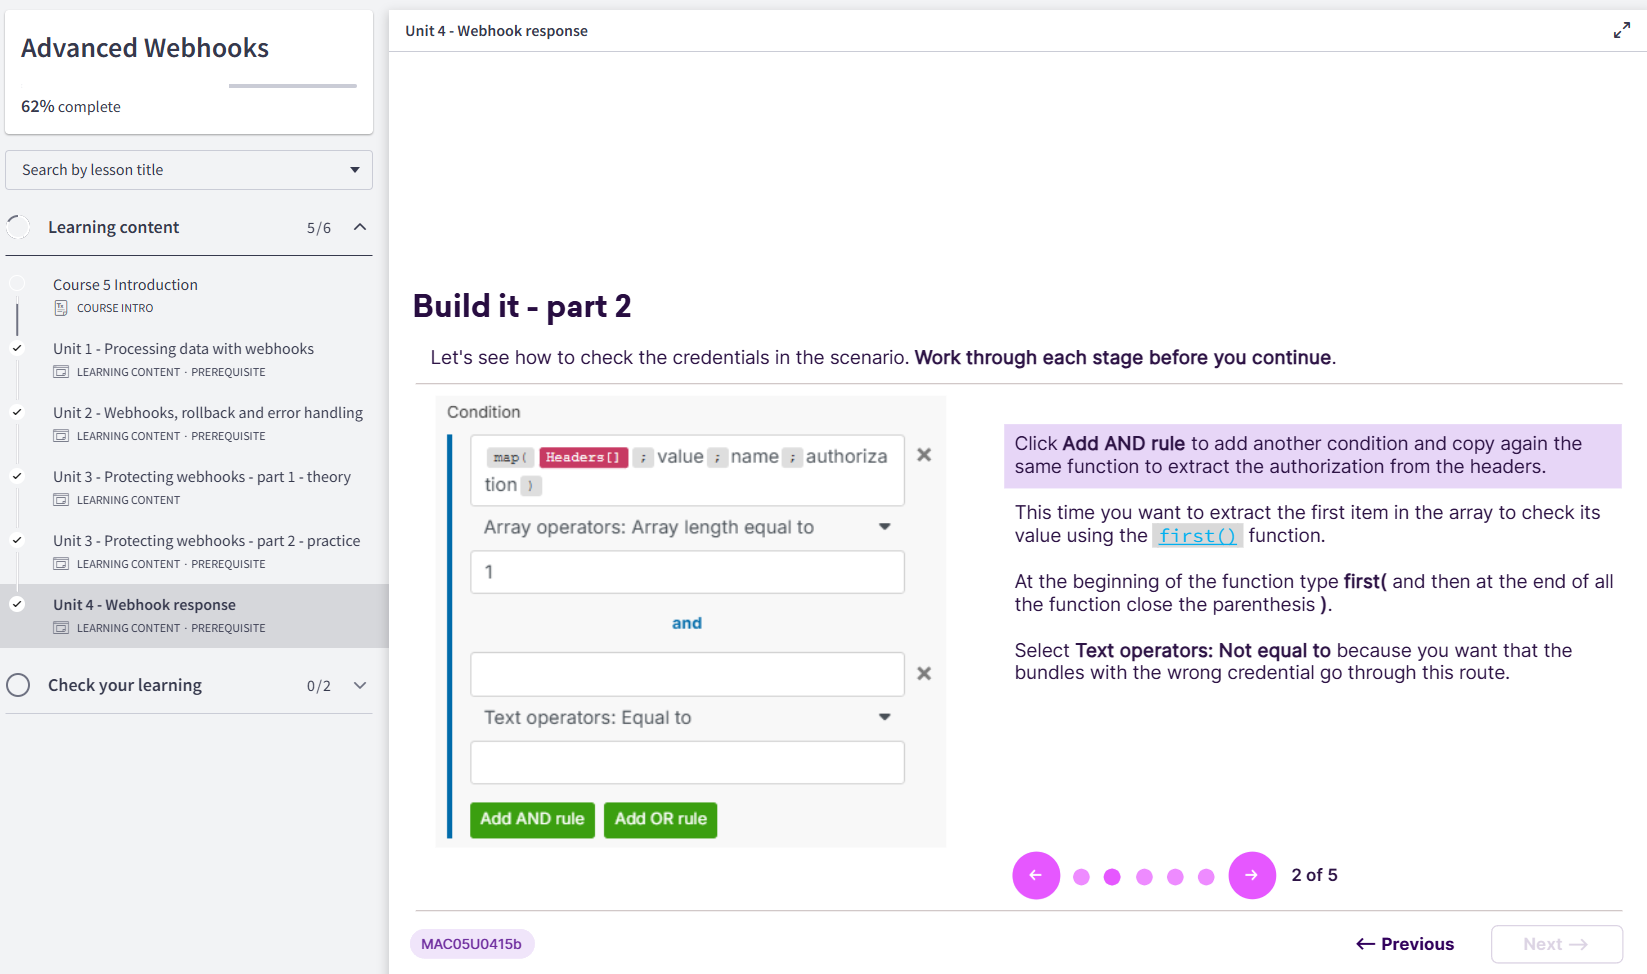 Advanced Webhooks
62% complete
Search by lesson title
Learning content 5/6
Course 5 Introduction
COURSE INTRO
Unit 1 - Processing data with webhooks
LEARNING CONTENT · PREREQUISITE
Unit 2 - Webhooks, rollback and error handling
LEARNING CONTENT · PREREQUISITE
Unit 3 - Protecting webhooks - part 1 - theory
LEARNING CONTENT
Unit 3 - Protecting webhooks - part 2 - practice
LEARNING CONTENT · PREREQUISITE
Unit 4 - Webhook response
LEARNING CONTENT · PREREQUISITE
Check your learning 0/2
Unit 4 - Webhook response
Build it - part 2
Let's see how to check the credentials in the scenario. Work through each stage before you continue.
Condition
map( Headers[] ; value ; name ; authoriza
tion )
Array operators: Array length equal to
1
and
Text operators: Equal to
Add AND rule Add OR rule
Click Add AND rule to add another condition and copy again the
same function to extract the authorization from the headers.
This time you want to extract the first item in the array to check its
value using the first() function.
At the beginning of the function type first( and then at the end of all
the function close the parenthesis ).
Select Text operators: Not equal to because you want that the
bundles with the wrong credential go through this route.
← → 2 of 5
MAC05U0415b
← Previous Next →